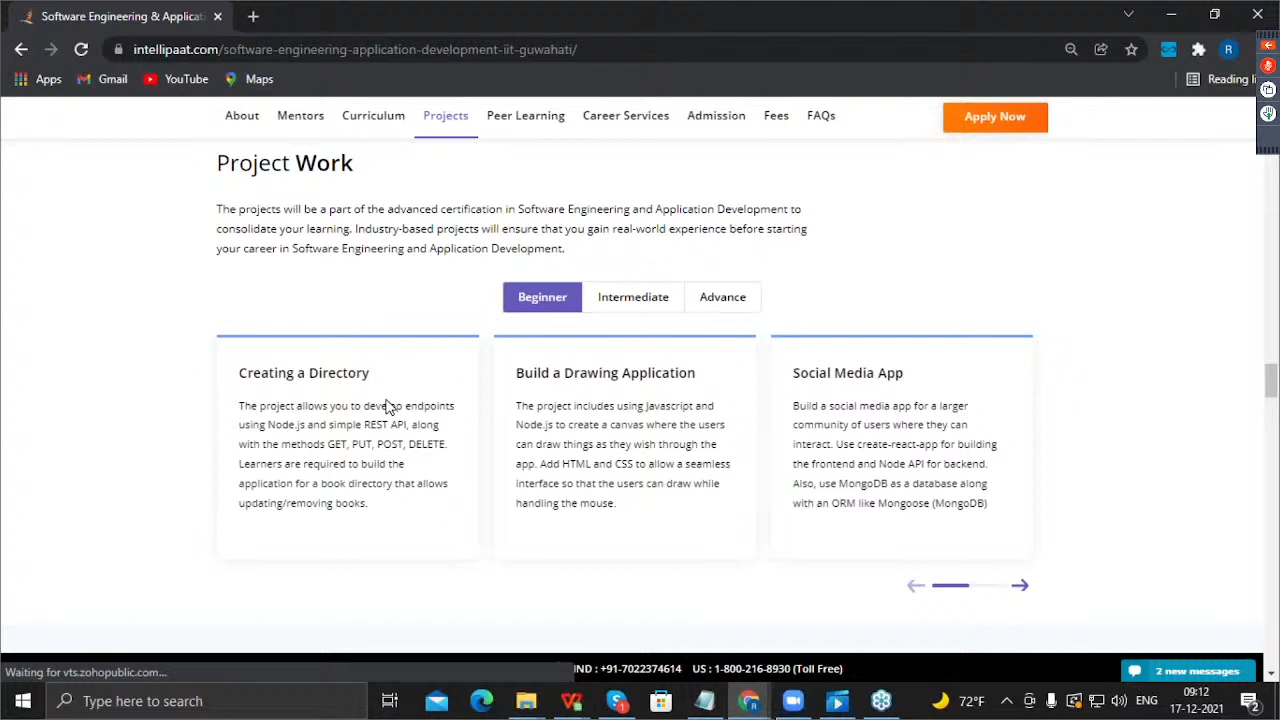 Software Engineering & Applicati
intellipaat.com/software-engineering-application-development-iit-guwahati/
R
Apps Gmail YouTube Maps Reading li
About Mentors Curriculum Projects Peer Learning Career Services Admission Fees FAQs Apply Now
Project Work
The projects will be a part of the advanced certification in Software Engineering and Application Development to
consolidate your learning. Industry-based projects will ensure that you gain real-world experience before starting
your career in Software Engineering and Application Development.
Beginner Intermediate Advance
Creating a Directory
The project allows you to develop endpoints
using Node.js and simple REST API, along
with the methods GET, PUT, POST, DELETE.
Learners are required to build the
application for a book directory that allows
updating/removing books.
Build a Drawing Application
The project includes using Javascript and
Node.js to create a canvas where the users
can draw things as they wish through the
app. Add HTML and CSS to allow a seamless
interface so that the users can draw while
handling the mouse.
Social Media App
Build a social media app for a larger
community of users where they can
interact. Use create-react-app for building
the frontend and Node API for backend.
Also, use MongoDB as a database along
with an ORM like Mongoose (MongoDB)
Waiting for vts.zohopublic.com...
IND : +91-7022374614 US : 1-800-216-8930 (Toll Free)
2 new messages
Type here to search
72°F
ENG
09:12
17-12-2021
2